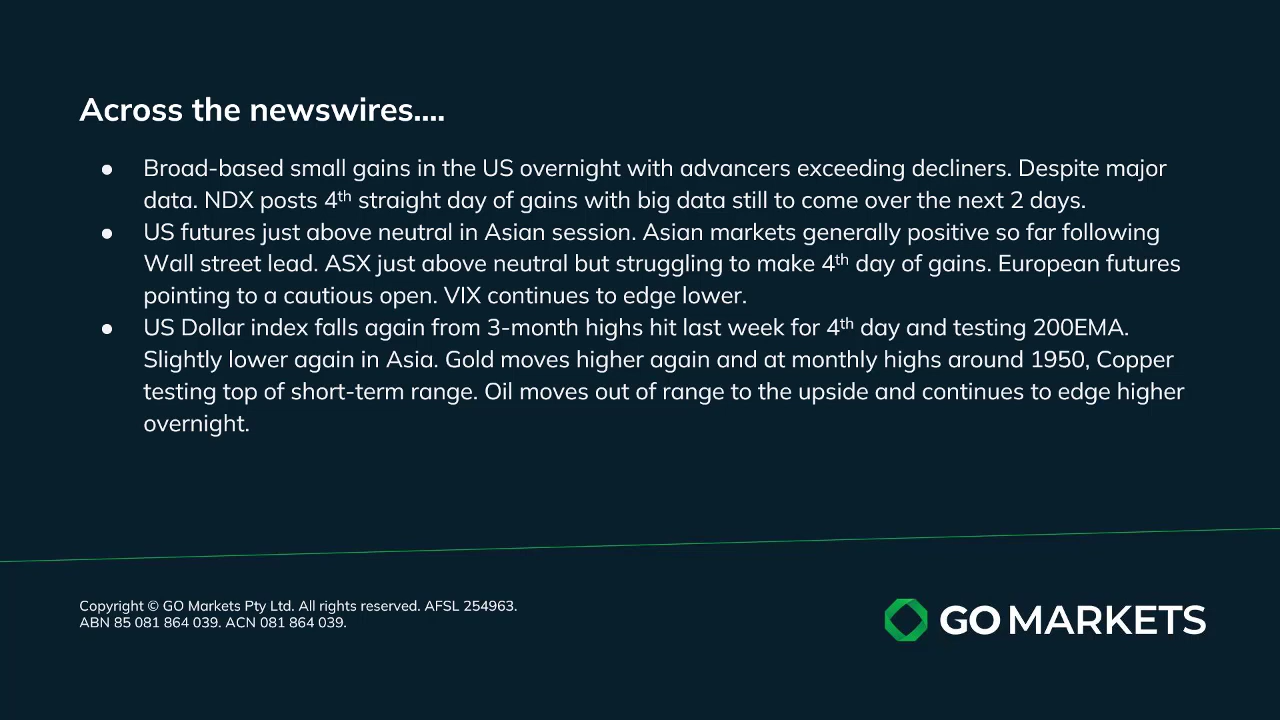 Across the newswires....
● Broad-based small gains in the US overnight with advancers exceeding decliners. Despite major
data. NDX posts 4th straight day of gains with big data still to come over the next 2 days.
● US futures just above neutral in Asian session. Asian markets generally positive so far following
Wall street lead. ASX just above neutral but struggling to make 4th day of gains. European futures
pointing to a cautious open. VIX continues to edge lower.
● US Dollar index falls again from 3-month highs hit last week for 4th day and testing 200EMA.
Slightly lower again in Asia. Gold moves higher again and at monthly highs around 1950, Copper
testing top of short-term range. Oil moves out of range to the upside and continues to edge higher
overnight.
Copyright © GO Markets Pty Ltd. All rights reserved. AFSL 254963.
ABN 85 081 864 039. ACN 081 864 039.
GO MARKETS